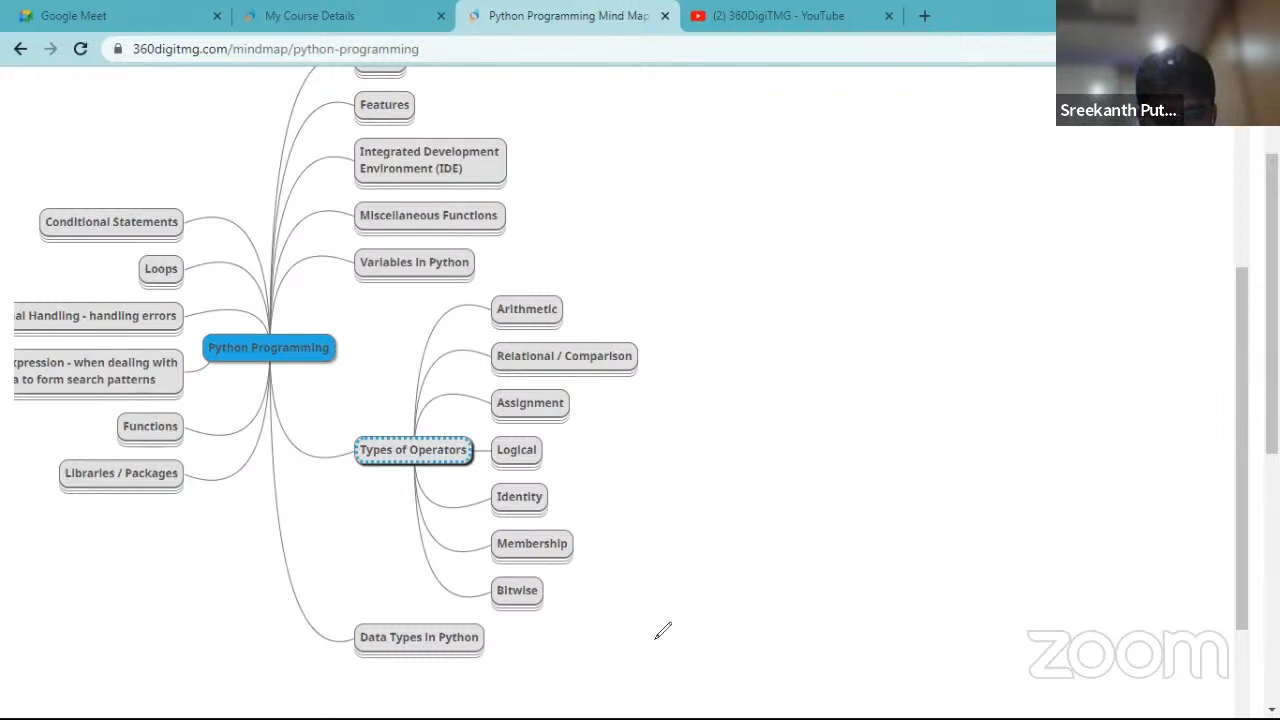 Google Meet
My Course Details
Python Programming Mind Map
(2) 360DigiTMG - YouTube
360digitmg.com/mindmap/python-programming
Sreekanth Put...
Features
Integrated Development
Environment (IDE)
Miscellaneous Functions
Variables in Python
Conditional Statements
Loops
al Handling - handling errors
Python Programming
xpression - when dealing with
a to form search patterns
Functions
Libraries / Packages
Arithmetic
Relational / Comparison
Assignment
Types of Operators
Logical
Identity
Membership
Bitwise
Data Types in Python
zoom